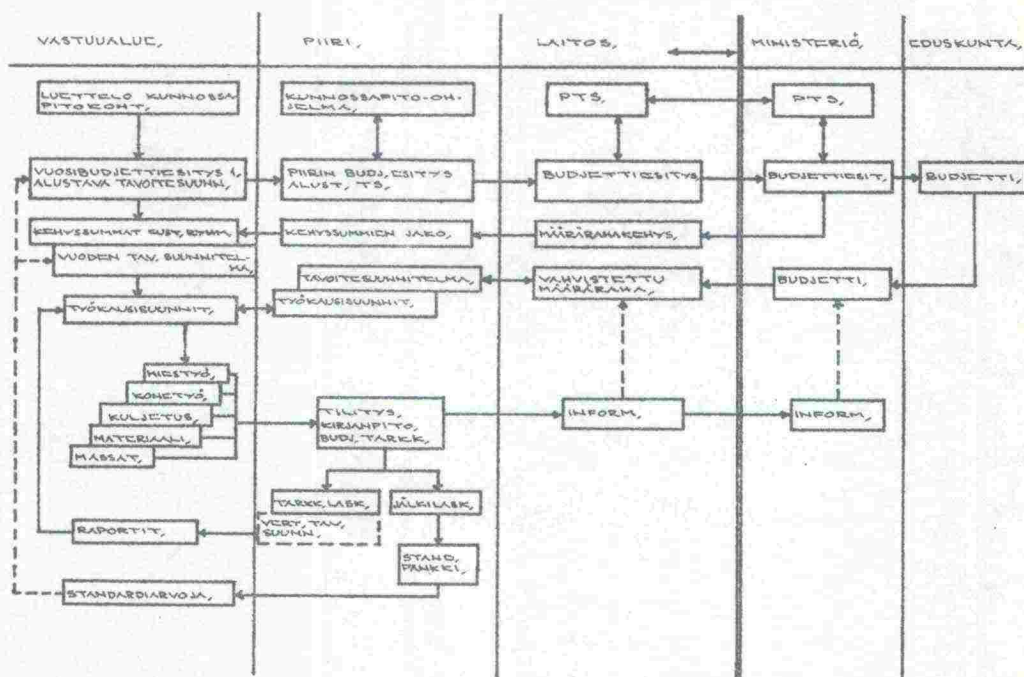 VASTUUALUE,
PIIRI,
LAITOS,
MINISTERIÖ,
EDUSKUNTA,
LUETTELO KUNNOSSA
PITOKOHT,
KUNNOSSAPITO-OH-
JELMA,
PTS,
PTS,
VUOSIBUDJETTIESITYS 1,
ALUSTAVA TAVOITESUUNN,
PIIRIN BUDJ, ESITYS
ALUST, TS,
BUDJETTIESITYS
BUDJETTIESIT,
BUDJETTI,
KEHYSSUMMAT KUST, RYHM,
KEHYSSUMMIEN JAKO,
MÄÄRÄRAHAKEHYS,
VUODEN TAV, SUUNNITEL-
MA,
TAVOITESUUNNITELMA,
VAHVISTETTU
MÄÄRÄRAHA
BUDJETTI,
TYÖKAUSISUUNNIT,
TYÖKAUSISUUNNIT,
MIESTYÖ,
KONETYÖ,
KULJETUS,
MATERIAALI,
MASSAT,
TILITYS,
KIRJANPITO,
BUDJ, TARKK,
INFORM,
INFORM,
TARKK, LASK,
JÄLKILASK,
VERT, TAV,
SUUNN,
RAPORTIT,
STAND,
PANKKI,
STANDARDIARVOJA,